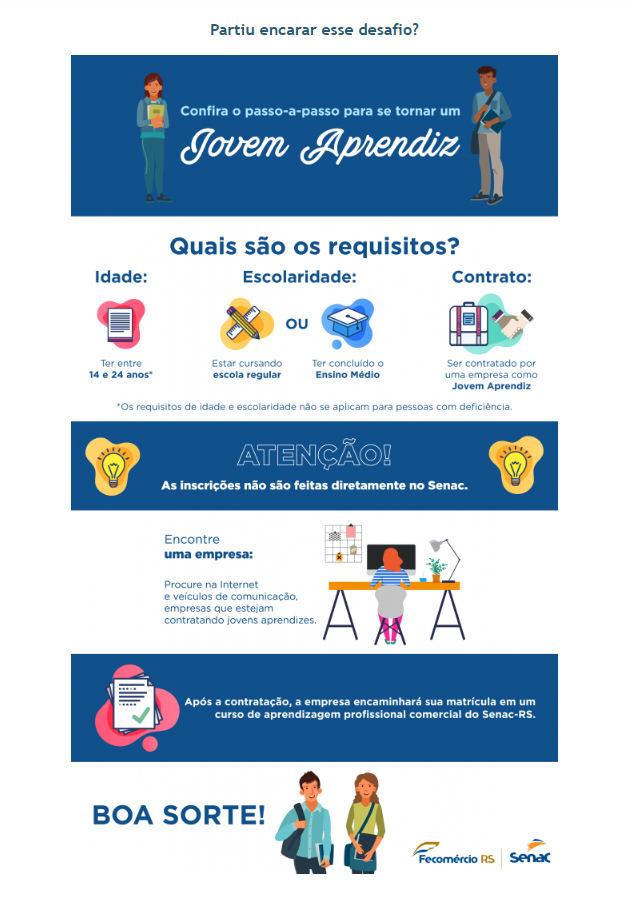 Partiu encarar esse desafio?
Confira o passo-a-passo para se tornar um
Jovem Aprendiz
Quais são os requisitos?
Idade:
Escolaridade:
Contrato:
OU
Ter entre
14 e 24 anos*
Estar cursando
escola regular
Ter concluído o
Ensino Médio
Ser contratado por
uma empresa como
Jovem Aprendiz
*Os requisitos de idade e escolaridade não se aplicam para pessoas com deficiência.
ATENÇÃO!
As inscrições não são feitas diretamente no Senac.
Encontre
uma empresa:
Procure na Internet
e veículos de comunicação,
empresas que estejam
contratando jovens aprendizes.
Após a contratação, a empresa encaminhará sua matrícula em um
curso de aprendizagem profissional comercial do Senac-RS.
BOA SORTE!
Fecomércio RS
Senac